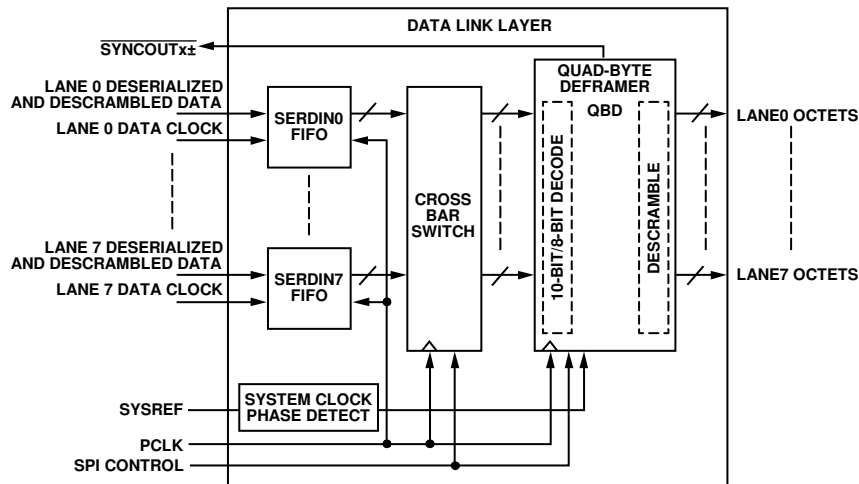 DATA LINK LAYER
SYNCOUTx±
LANE 0 DESERIALIZED
AND DESCRAMBLED DATA
LANE 0 DATA CLOCK
SERDIN0
FIFO
QUAD-BYTE
DEFRAMER
QBD
10-BIT/8-BIT DECODE
DESCRAMBLE
LANE0 OCTETS
CROSS
BAR
SWITCH
LANE 7 DESERIALIZED
AND DESCRAMBLED DATA
LANE 7 DATA CLOCK
SERDIN7
FIFO
LANE7 OCTETS
SYSREF
SYSTEM CLOCK
PHASE DETECT
PCLK
SPI CONTROL